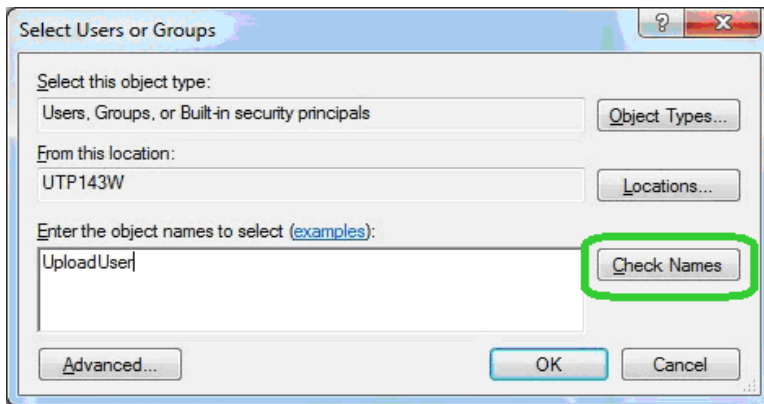 Select Users or Groups
Select this object type:
Users, Groups, or Built-in security principals
Object Types...
From this location:
UTP143W
Locations...
Enter the object names to select (examples):
UploadUser
Check Names
Advanced...
OK
Cancel